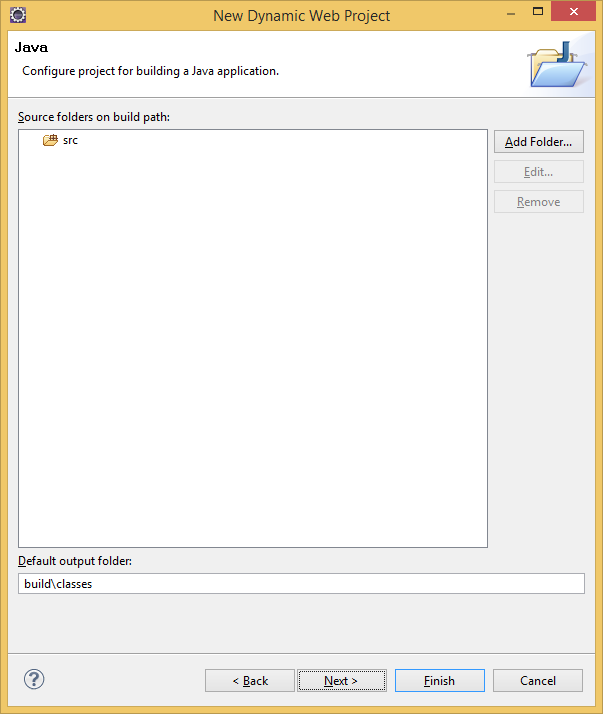 New Dynamic Web Project
Java
Configure project for building a Java application.
Source folders on build path:
src
Add Folder...
Edit...
Remove
Default output folder:
build\classes
< Back
Next >
Finish
Cancel